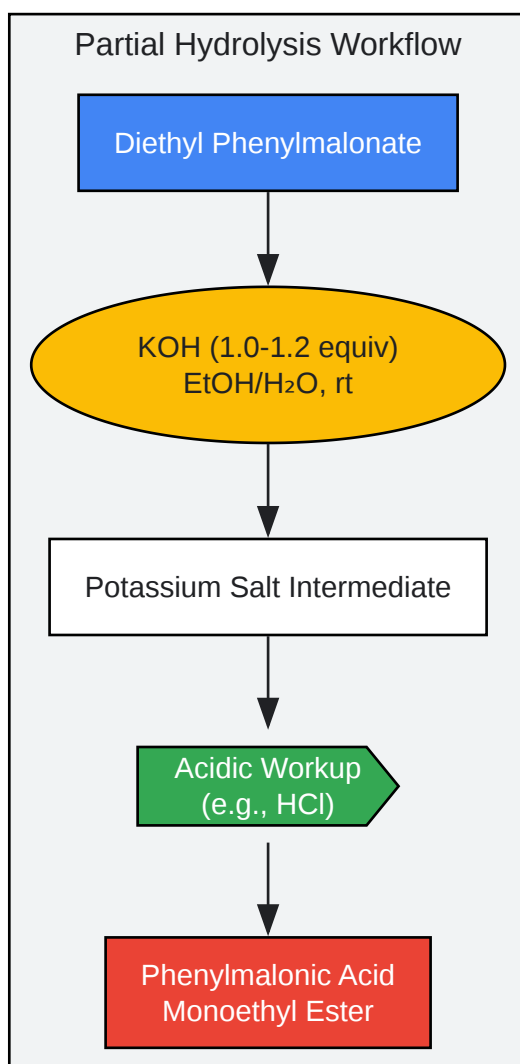 Partial Hydrolysis Workflow
Diethyl Phenylmalonate
KOH (1.0-1.2 equiv)
EtOH/H₂O, rt
Potassium Salt Intermediate
Acidic Workup
(e.g., HCl)
Phenylmalonic Acid
Monoethyl Ester